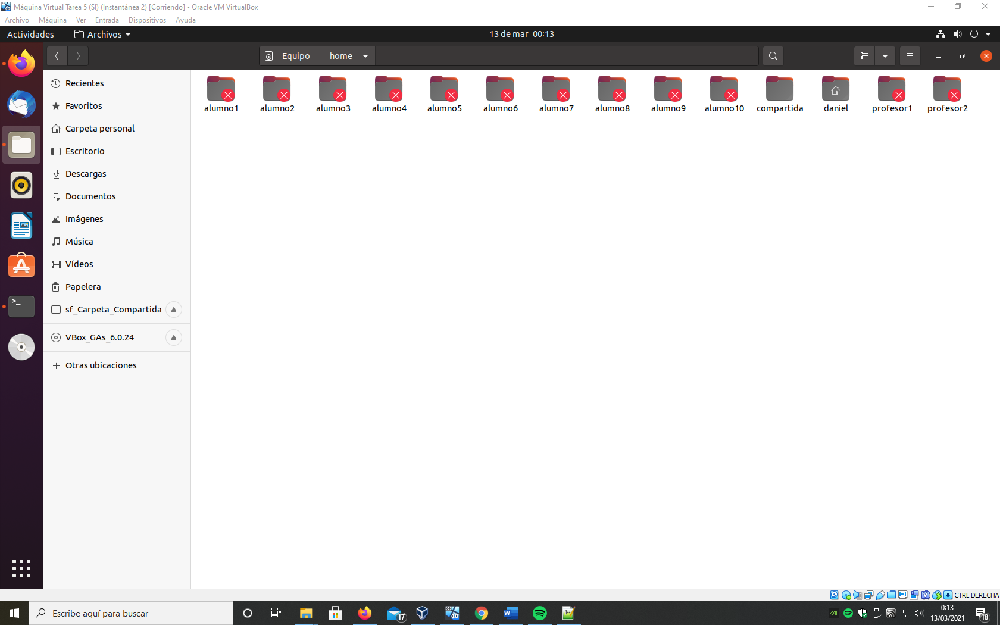 Máquina Virtual Tarea 5 (SI) (Instantánea 2) [Corriendo] - Oracle VM VirtualBox
Archivo Máquina Ver Entrada Dispositivos Ayuda
Actividades Archivos 13 de mar 00:13
Equipo home
Recientes
Favoritos
Carpeta personal
Escritorio
Descargas
Documentos
Imágenes
Música
Vídeos
Papelera
sf_Carpeta_Compartida
VBox_GAs_6.0.24
Otras ubicaciones
alumno1 alumno2 alumno3 alumno4 alumno5 alumno6 alumno7 alumno8 alumno9 alumno10 compartida daniel profesor1 profesor2
CTRL DERECHA
Escribe aquí para buscar
17
0:13
13/03/2021
18